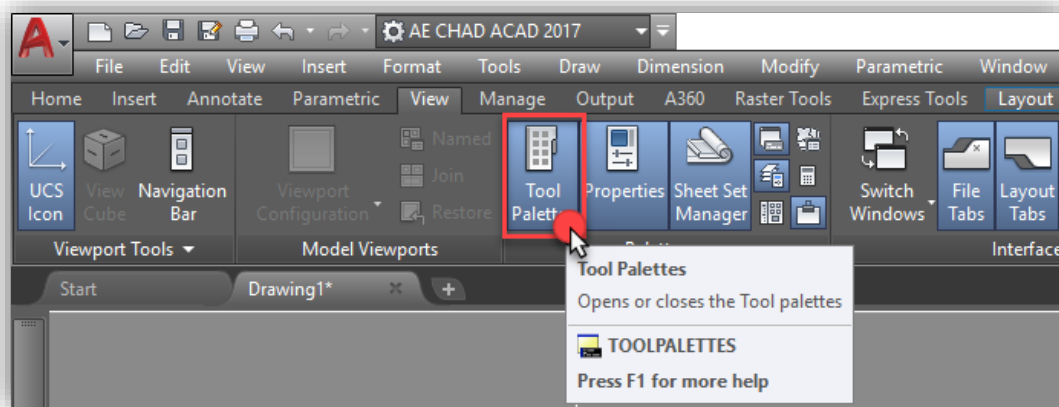 AE CHAD ACAD 2017
File Edit View Insert Format Tools Draw Dimension Modify Parametric Window
Home Insert Annotate Parametric View Manage Output A360 Raster Tools Express Tools Layout
UCS Icon
View Cube
Navigation Bar
Viewport Configuration
Named
Join
Restore
Tool
Properties
Sheet Set Manager
Switch Windows
File Tabs
Layout Tabs
Viewport Tools
Model Viewports
Interface
Start
Drawing1*
Tool Palettes
Opens or closes the Tool palettes
TOOLPALETTES
Press F1 for more help